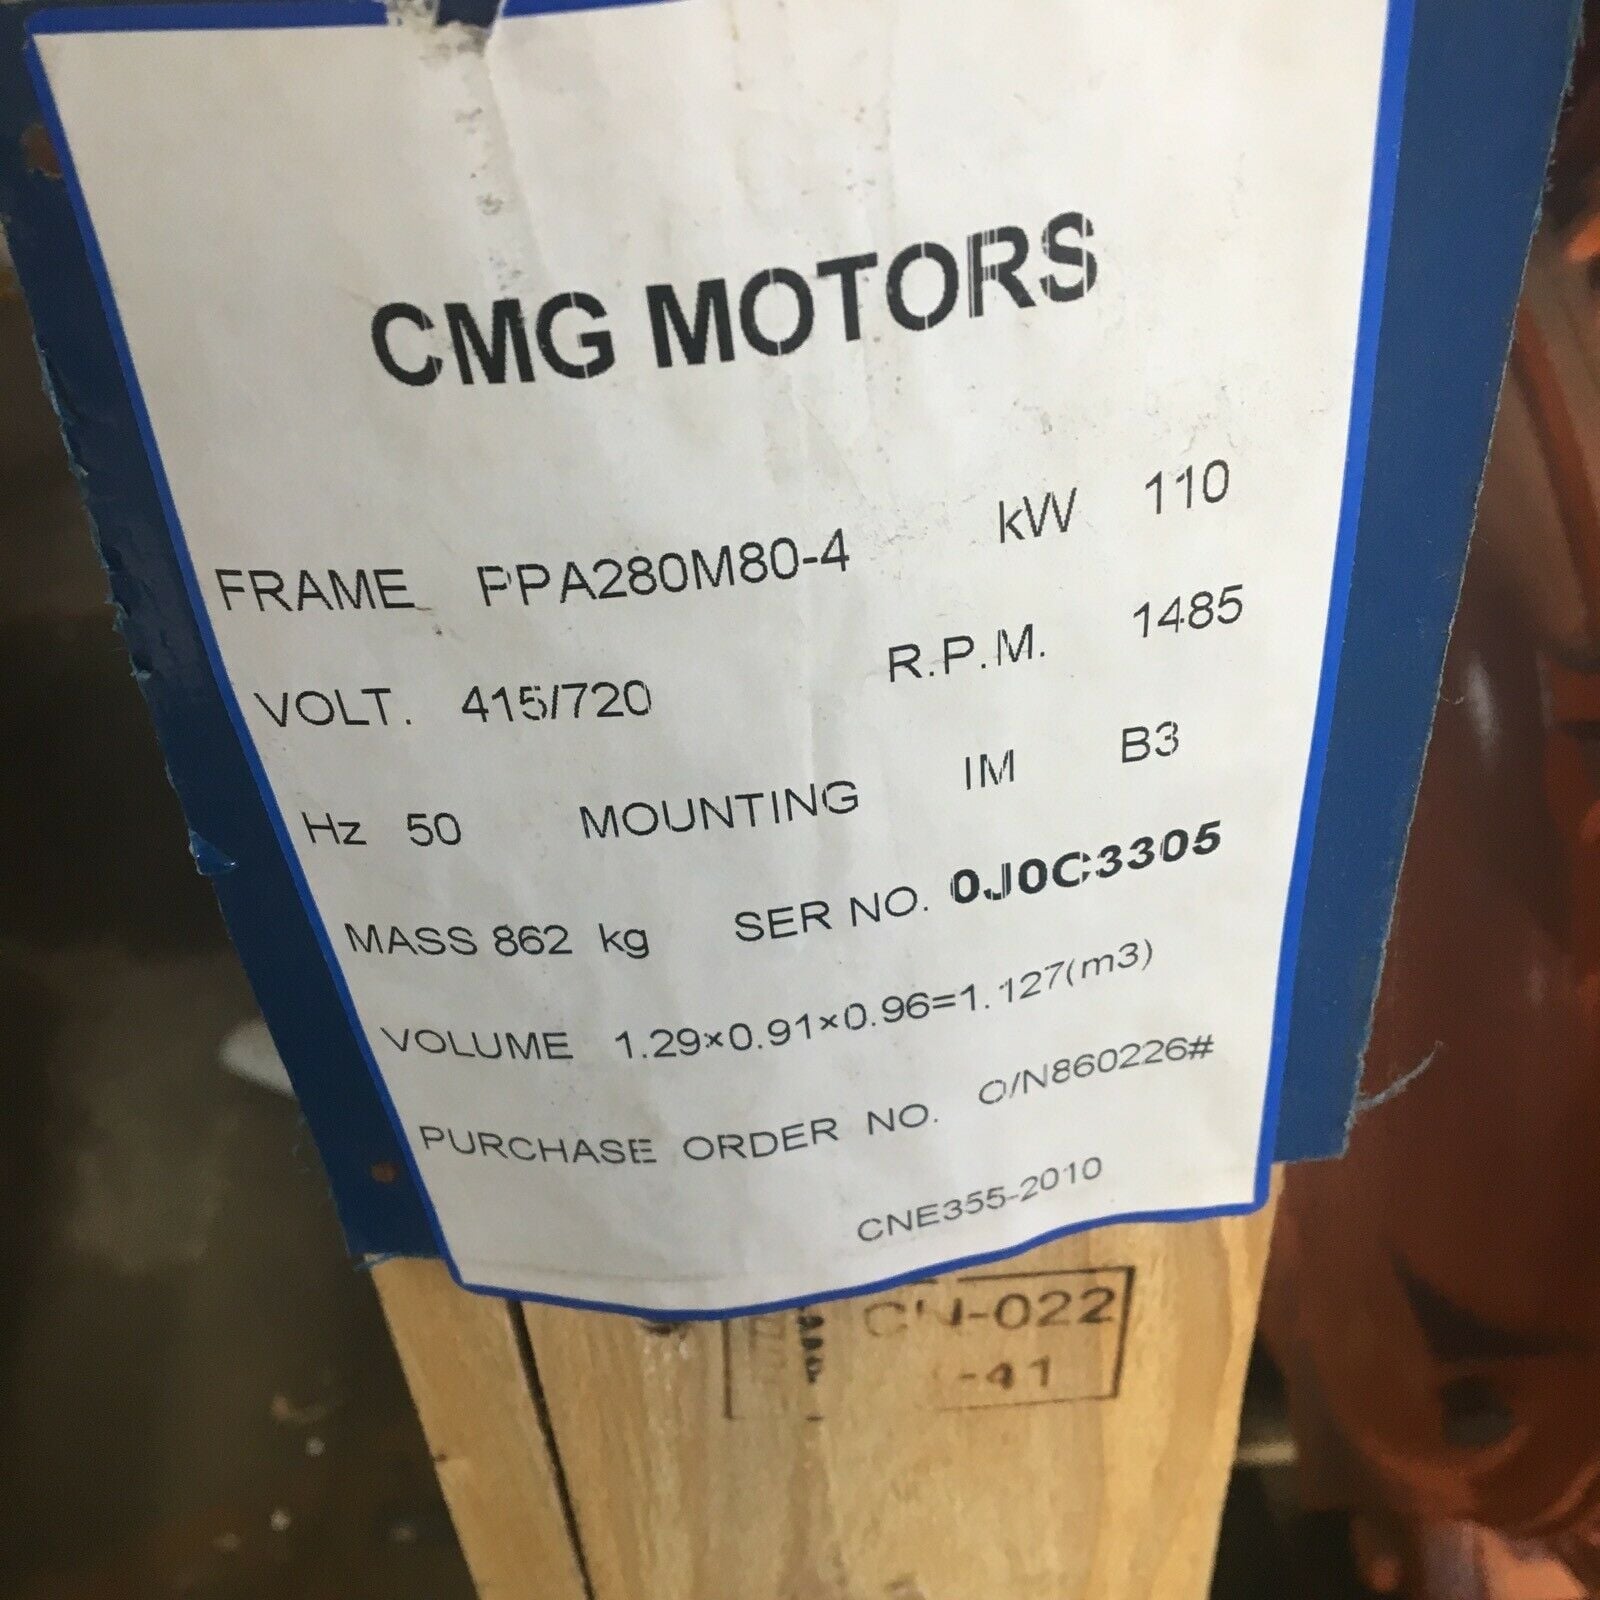 CMG MOTORS
FRAME PPA280M80-4 kW 110
VOLT. 415/720 R.P.M. 1485
Hz 50 MOUNTING IM B3
MASS 862 kg SER NO. 0J0C3305
VOLUME 1.29×0.91×0.96=1.127(m3)
PURCHASE ORDER NO. O/N860226#
CNE355-2010
CN-022
-41